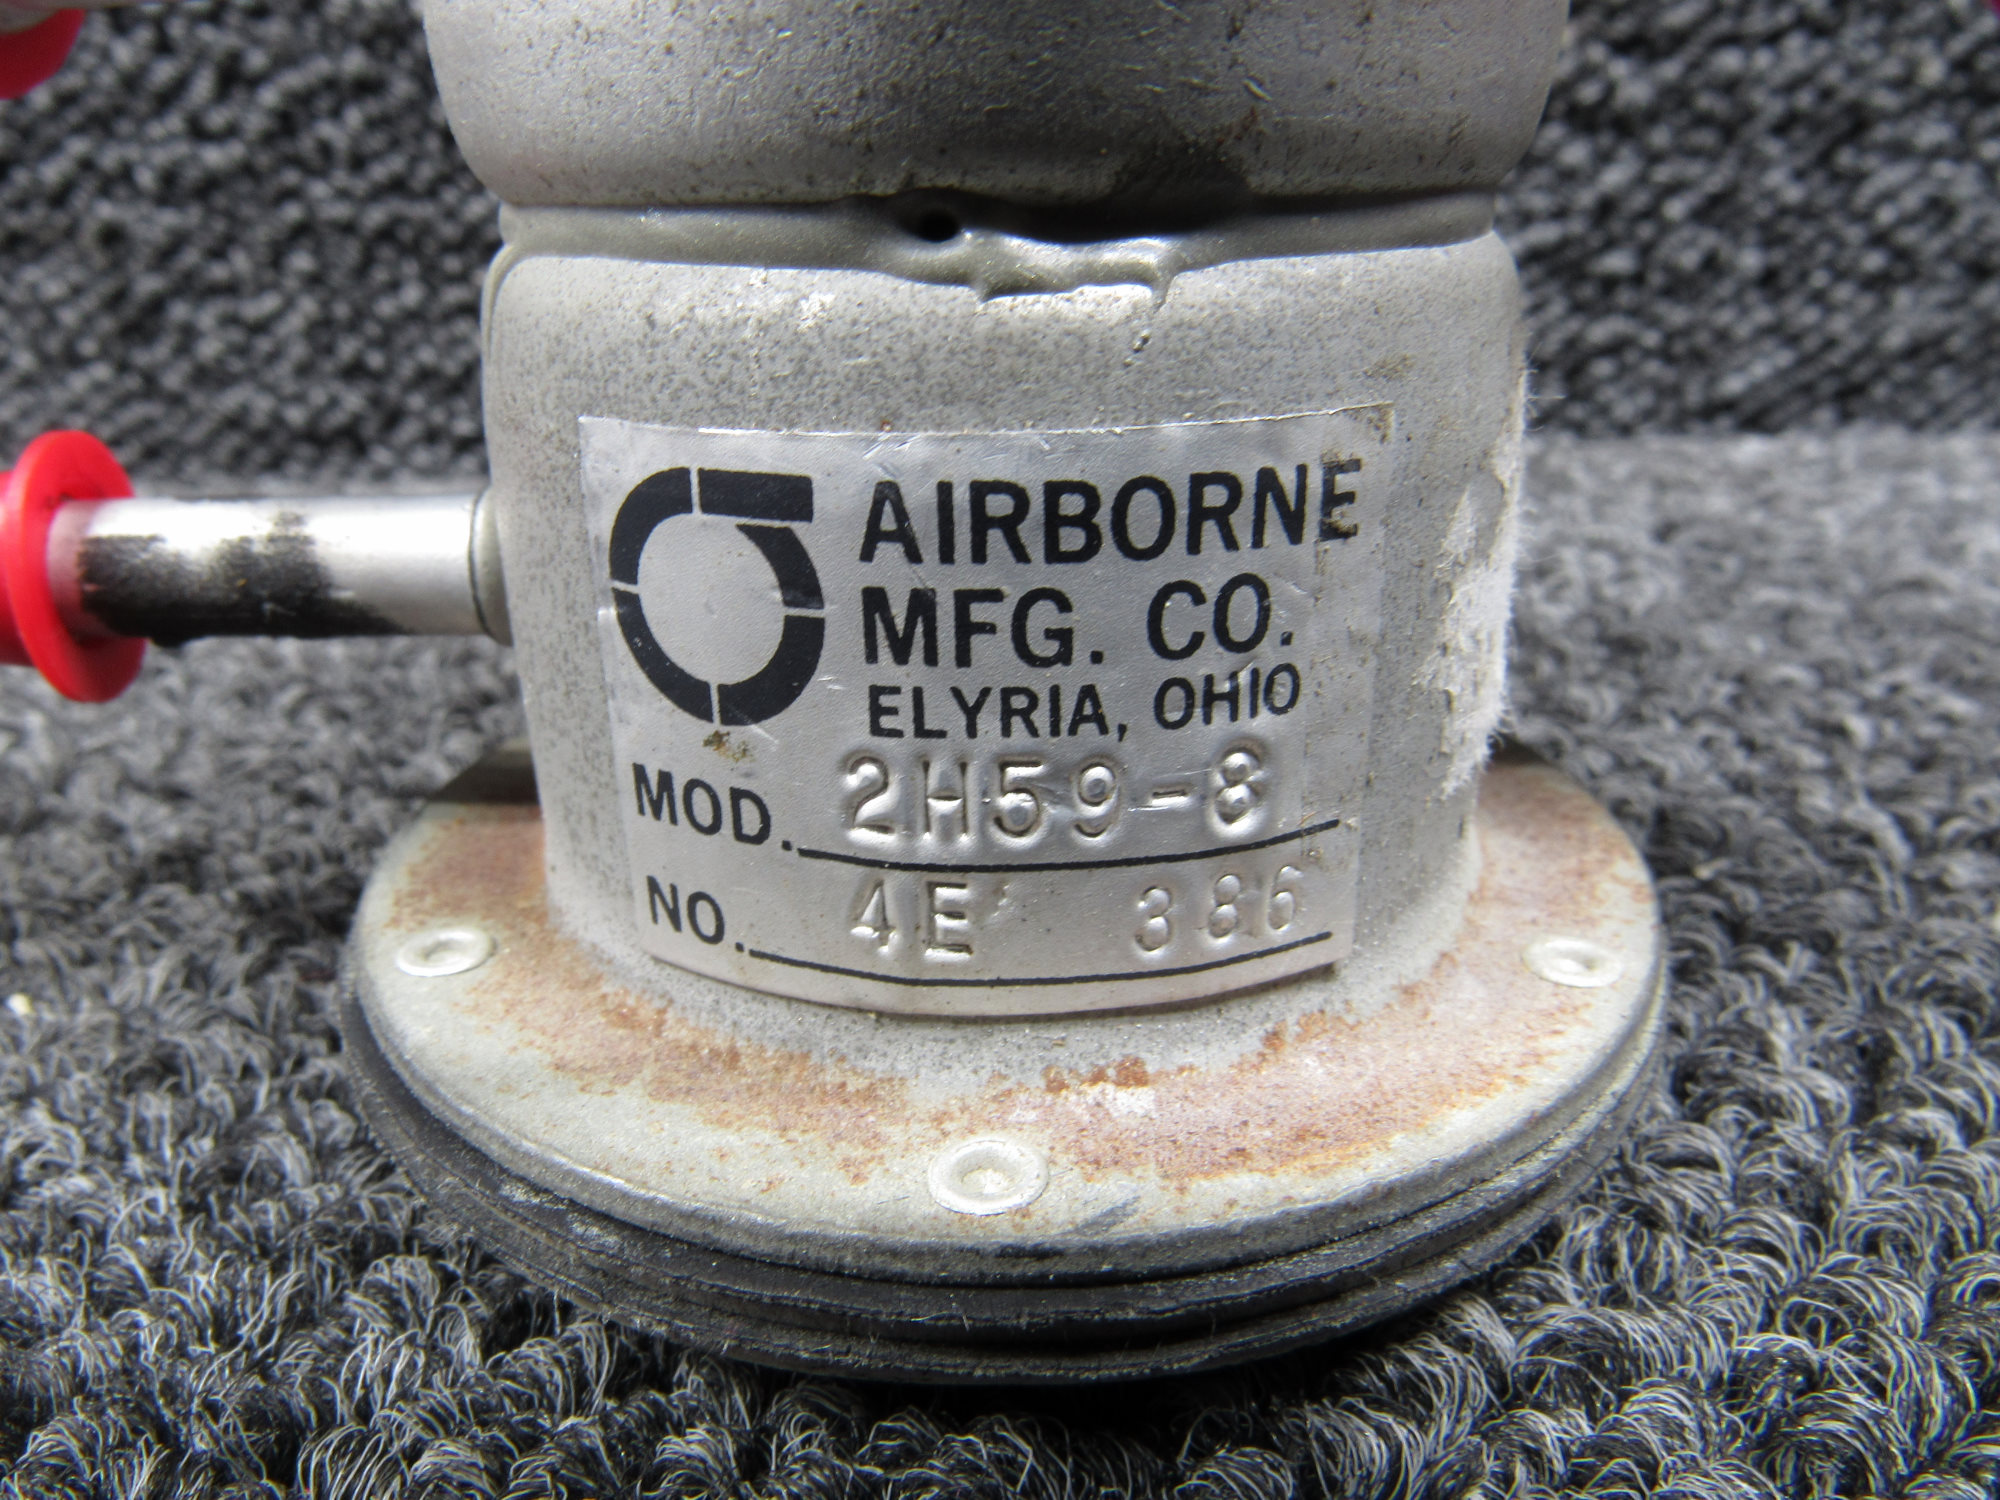 AIRBORNE
MFG. CO.
ELYRIA, OHIO
MOD. 2H59-8
NO. 4E 386